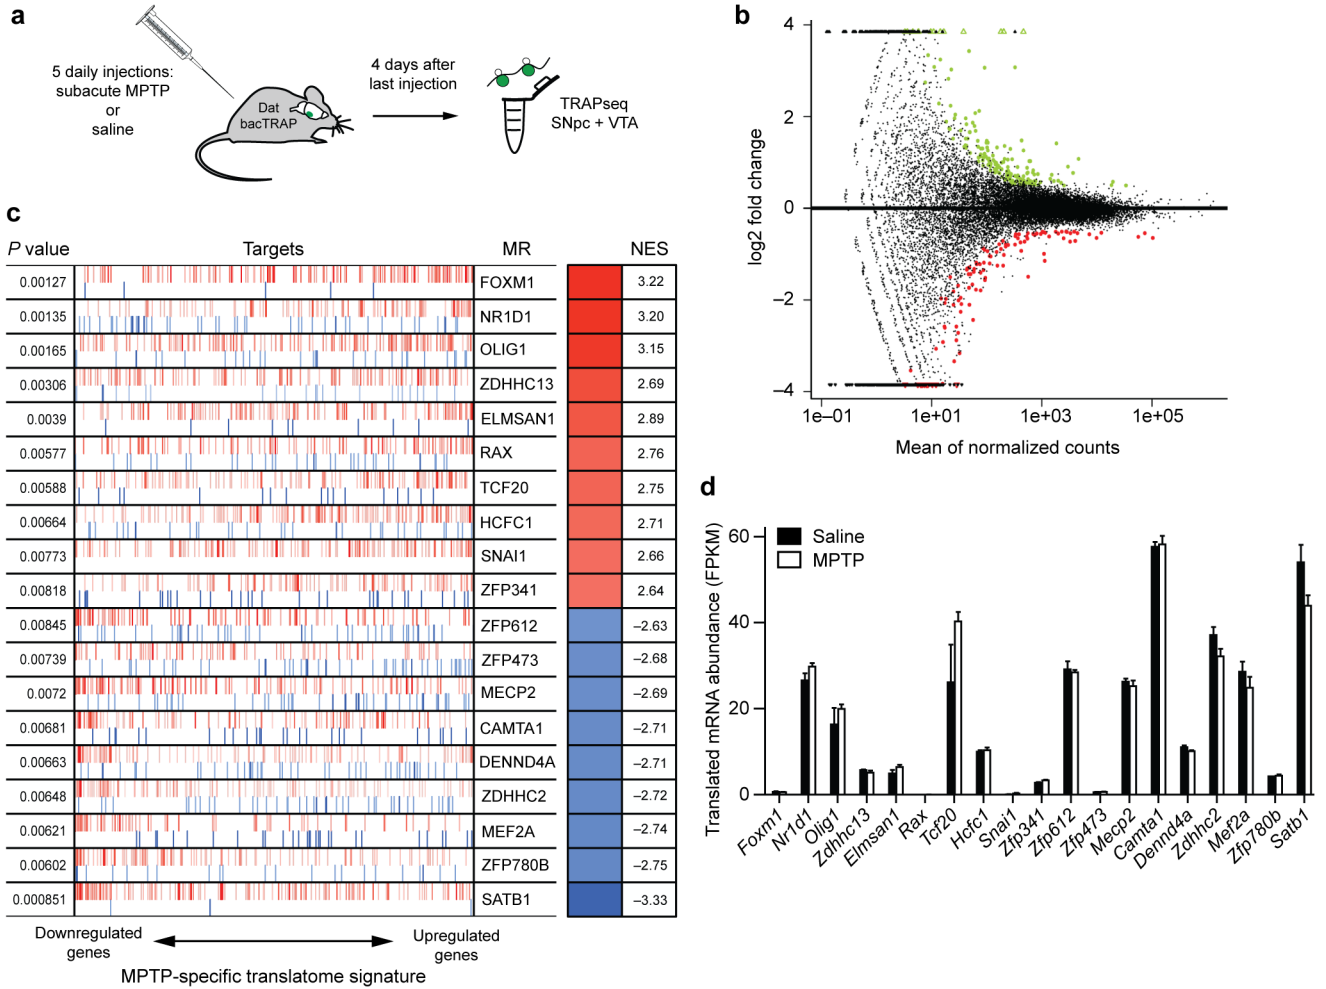 a
5 daily injections:
subacute MPTP
or
saline
Dat
bacTRAP
4 days after
last injection
TRAPseq
SNpc + VTA
b
log2 fold change
4
2
0
−2
−4
1e−01 1e+01 1e+03 1e+05
Mean of normalized counts
c
P value Targets MR NES
0.00127 FOXM1 3.22
0.00135 NR1D1 3.20
0.00165 OLIG1 3.15
0.00306 ZDHHC13 2.69
0.0039 ELMSAN1 2.89
0.00577 RAX 2.76
0.00588 TCF20 2.75
0.00664 HCFC1 2.71
0.00773 SNAI1 2.66
0.00818 ZFP341 2.64
0.00845 ZFP612 −2.63
0.00739 ZFP473 −2.68
0.0072 MECP2 −2.69
0.00681 CAMTA1 −2.71
0.00663 DENND4A −2.71
0.00648 ZDHHC2 −2.72
0.00621 MEF2A −2.74
0.00602 ZFP780B −2.75
0.000851 SATB1 −3.33
Downregulated
genes
Upregulated
genes
MPTP-specific translatome signature
d
Translated mRNA abundance (FPKM)
60
40
20
0
Saline
MPTP
Foxm1 Nr1d1 Olig1 Zdhhc13 Elmsan1 Rax Tcf20 Hcfc1 Snai1 Zfp341 Zfp612 Zfp473 Mecp2 Camta1 Dennd4a Zdhhc2 Mef2a Zfp780b Satb1